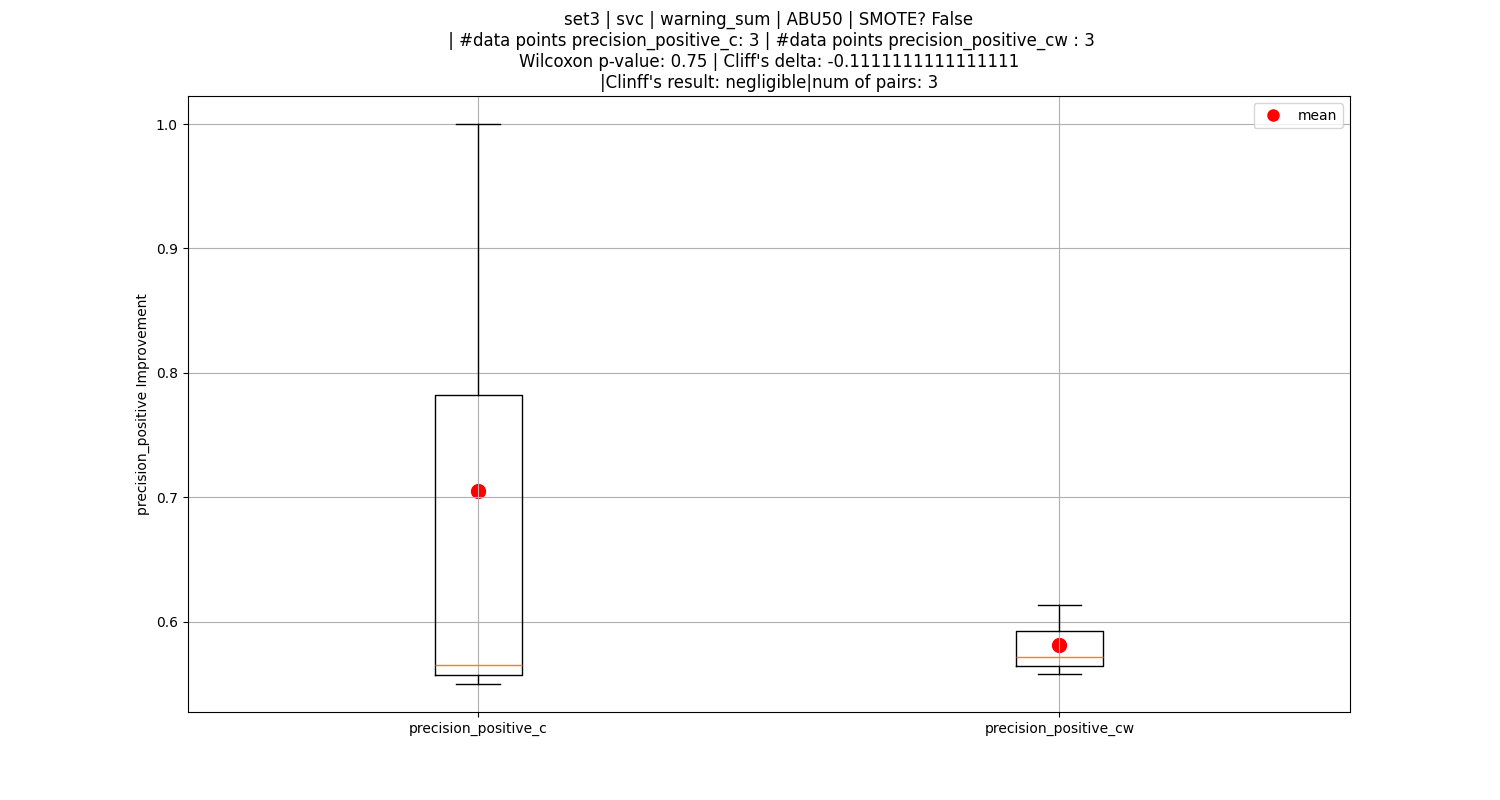 set3 | svc | warning_sum | ABU50 | SMOTE? False
| #data points precision_positive_c: 3 | #data points precision_positive_cw : 3
Wilcoxon p-value: 0.75 | Cliff's delta: -0.1111111111111111
|Clinff's result: negligible|num of pairs: 3
mean
1.0
0.9
0.8
0.7
0.6
precision_positive Improvement
precision_positive_c
precision_positive_cw